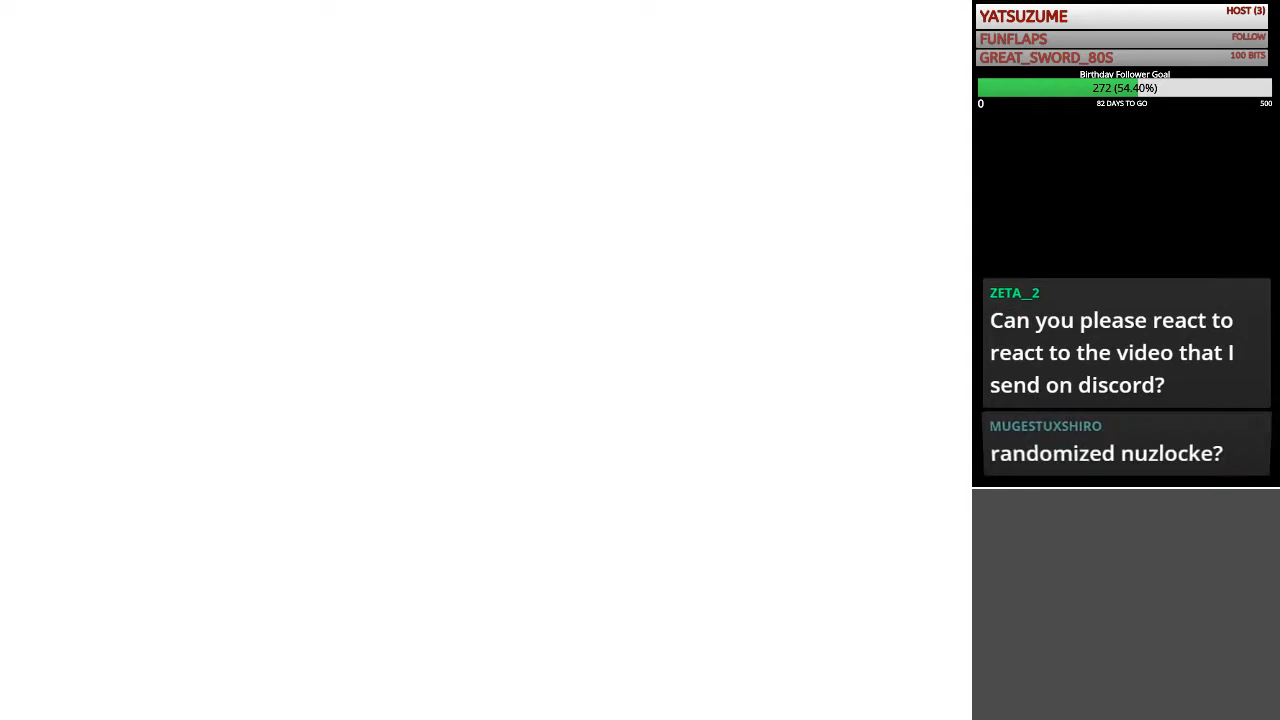 YATSUZUME HOST (3)
FUNFLAPS FOLLOW
GREAT_SWORD_80S 100 BITS
Birthday Follower Goal
272 (54.40%)
0 82 DAYS TO GO 500
ZETA__2
Can you please react to
react to the video that I
send on discord?
MUGESTUXSHIRO
randomized nuzlocke?